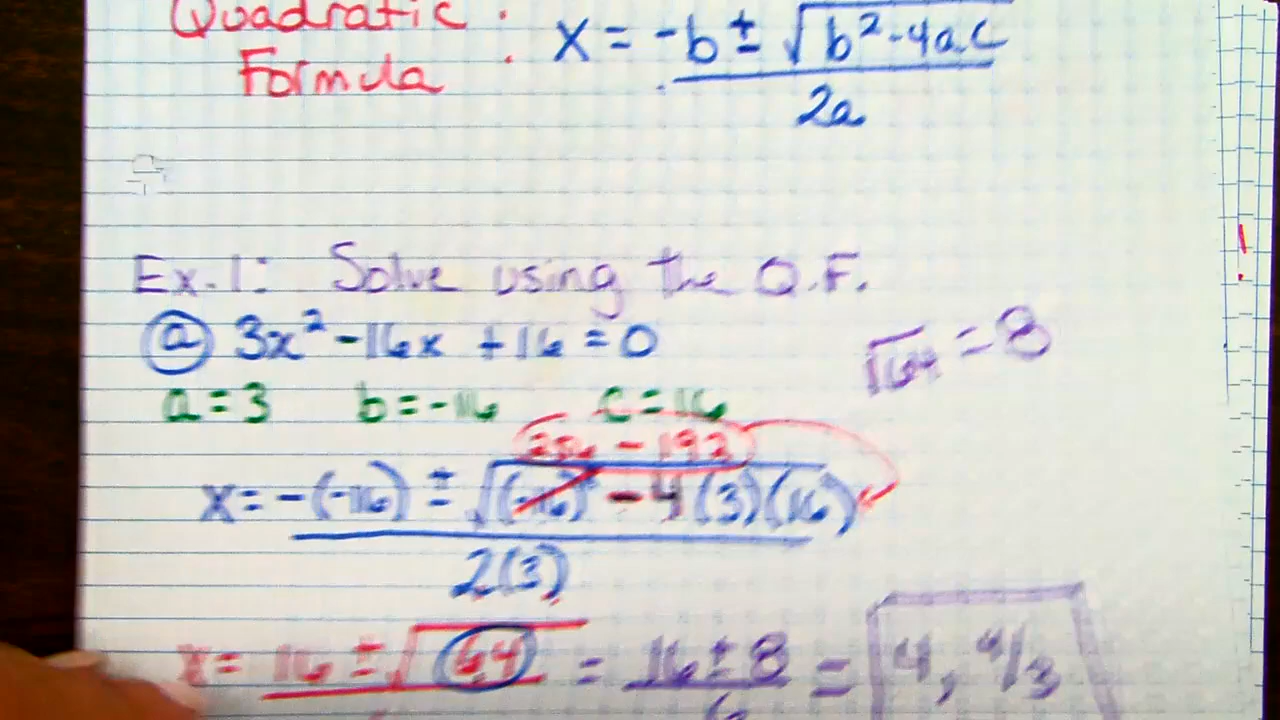 Quadratic Formula : x = -b ± √b² - 4ac / 2a
Ex. 1: Solve using the Q.F.
ⓐ 3x² - 16x + 16 = 0
√64 = 8
a = 3 b = -16 c = 16
256 - 192
x = -(-16) ± √(-16)² - 4(3)(16) / 2(3)
x = 16 ± √64 = 16 ± 8 / 6 = 4, 4/3